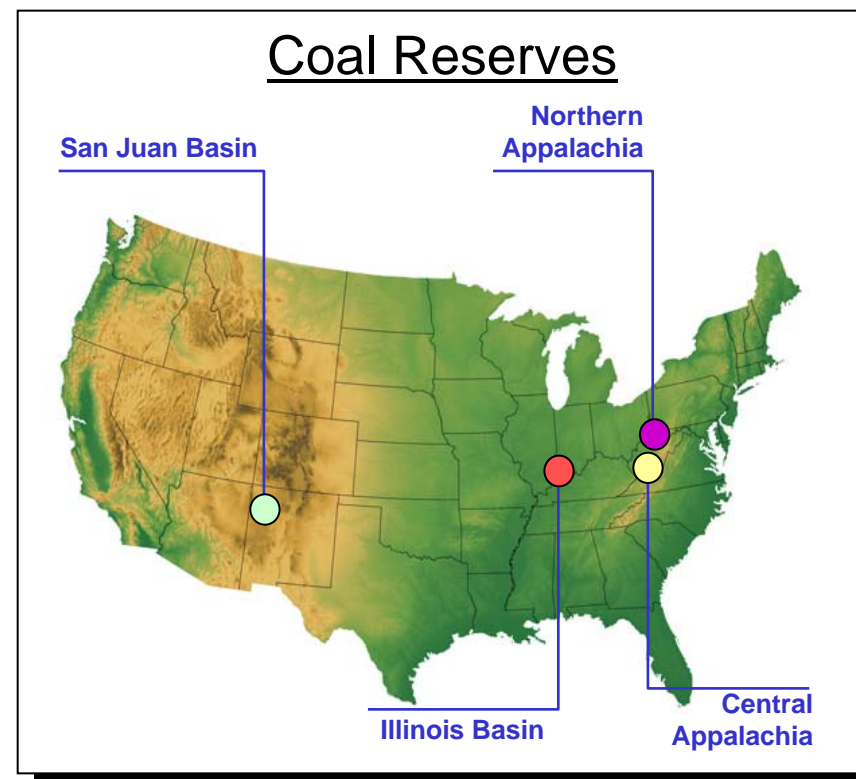 Coal Reserves
Northern
Appalachia
San Juan Basin
Illinois Basin
Central
Appalachia